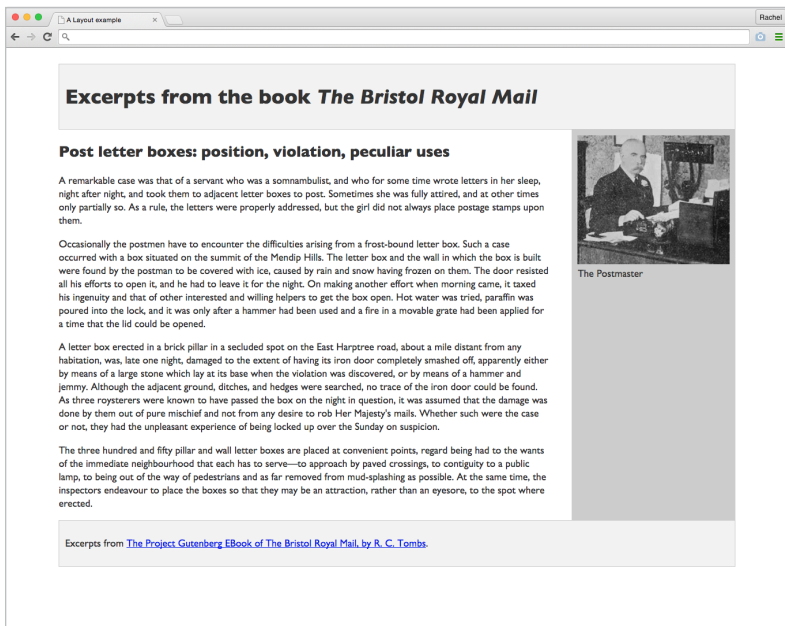 A Layout example
Rachel
Excerpts from the book The Bristol Royal Mail
Post letter boxes: position, violation, peculiar uses
A remarkable case was that of a servant who was a somnambulist, and who for some time wrote letters in her sleep,
night after night, and took them to adjacent letter boxes to post. Sometimes she was fully attired, and at other times
only partially so. As a rule, the letters were properly addressed, but the girl did not always place postage stamps upon
them.
Occasionally the postmen have to encounter the difficulties arising from a frost-bound letter box. Such a case
occurred with a box situated on the summit of the Mendip Hills. The letter box and the wall in which the box is built
were found by the postman to be covered with ice, caused by rain and snow having frozen on them. The door resisted
all his efforts to open it, and he had to leave it for the night. On making another effort when morning came, it taxed
his ingenuity and that of other interested and willing helpers to get the box open. Hot water was tried, paraffin was
poured into the lock, and it was only after a hammer had been used and a fire in a movable grate had been applied for
a time that the lid could be opened.
A letter box erected in a brick pillar in a secluded spot on the East Harptree road, about a mile distant from any
habitation, was, late one night, damaged to the extent of having its iron door completely smashed off, apparently either
by means of a large stone which lay at its base when the violation was discovered, or by means of a hammer and
jemmy. Although the adjacent ground, ditches, and hedges were searched, no trace of the iron door could be found.
As three roysterers were known to have passed the box on the night in question, it was assumed that the damage was
done by them out of pure mischief and not from any desire to rob Her Majesty's mails. Whether such were the case
or not, they had the unpleasant experience of being locked up over the Sunday on suspicion.
The three hundred and fifty pillar and wall letter boxes are placed at convenient points, regard being had to the wants
of the immediate neighbourhood that each has to serve—to approach by paved crossings, to contiguity to a public
lamp, to being out of the way of pedestrians and as far removed from mud-splashing as possible. At the same time, the
inspectors endeavour to place the boxes so that they may be an attraction, rather than an eyesore, to the spot where
erected.
The Postmaster
Excerpts from The Project Gutenberg EBook of The Bristol Royal Mail, by R. C. Tombs.